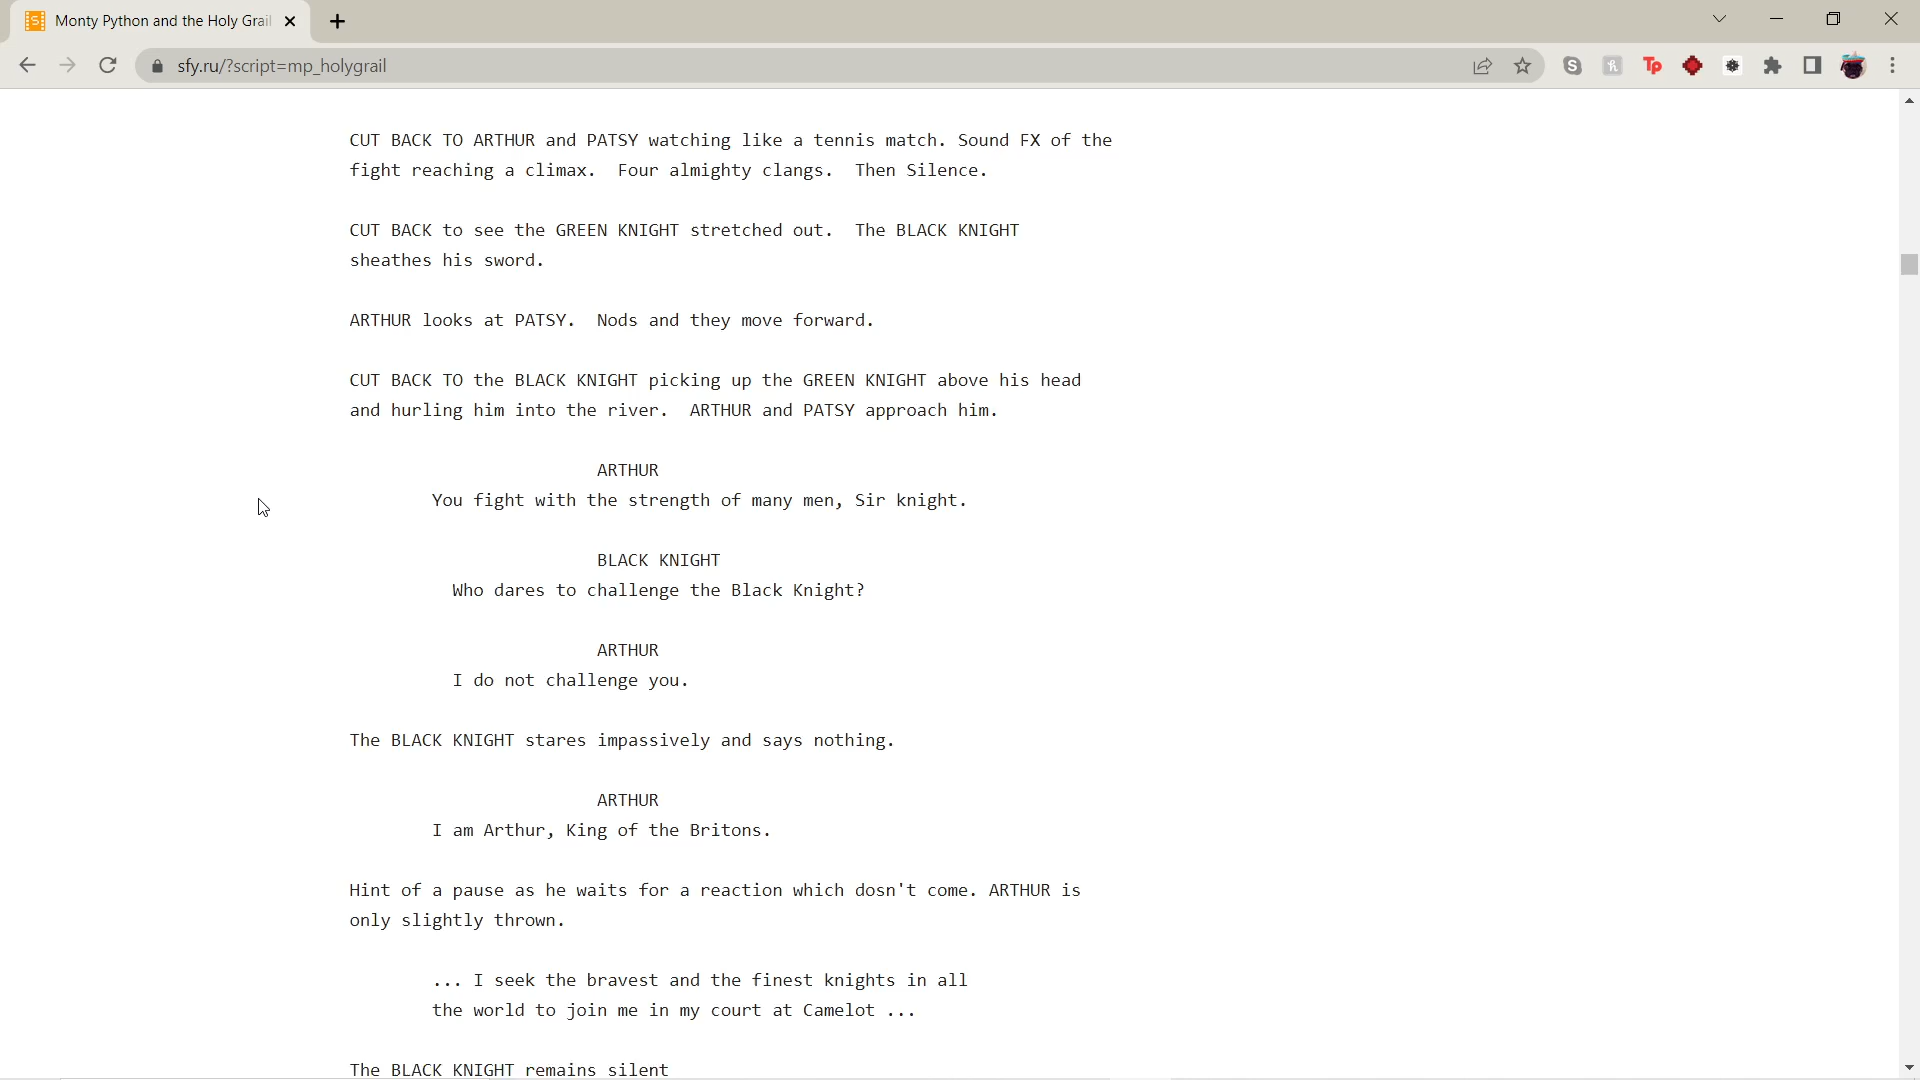 Monty Python and the Holy Grail
sfy.ru/?script=mp_holygrail
CUT BACK TO ARTHUR and PATSY watching like a tennis match. Sound FX of the
fight reaching a climax. Four almighty clangs. Then Silence.
CUT BACK to see the GREEN KNIGHT stretched out. The BLACK KNIGHT
sheathes his sword.
ARTHUR looks at PATSY. Nods and they move forward.
CUT BACK TO the BLACK KNIGHT picking up the GREEN KNIGHT above his head
and hurling him into the river. ARTHUR and PATSY approach him.
ARTHUR
You fight with the strength of many men, Sir knight.
BLACK KNIGHT
Who dares to challenge the Black Knight?
ARTHUR
I do not challenge you.
The BLACK KNIGHT stares impassively and says nothing.
ARTHUR
I am Arthur, King of the Britons.
Hint of a pause as he waits for a reaction which dosn't come. ARTHUR is
only slightly thrown.
... I seek the bravest and the finest knights in all
the world to join me in my court at Camelot ...
The BLACK KNIGHT remains silent